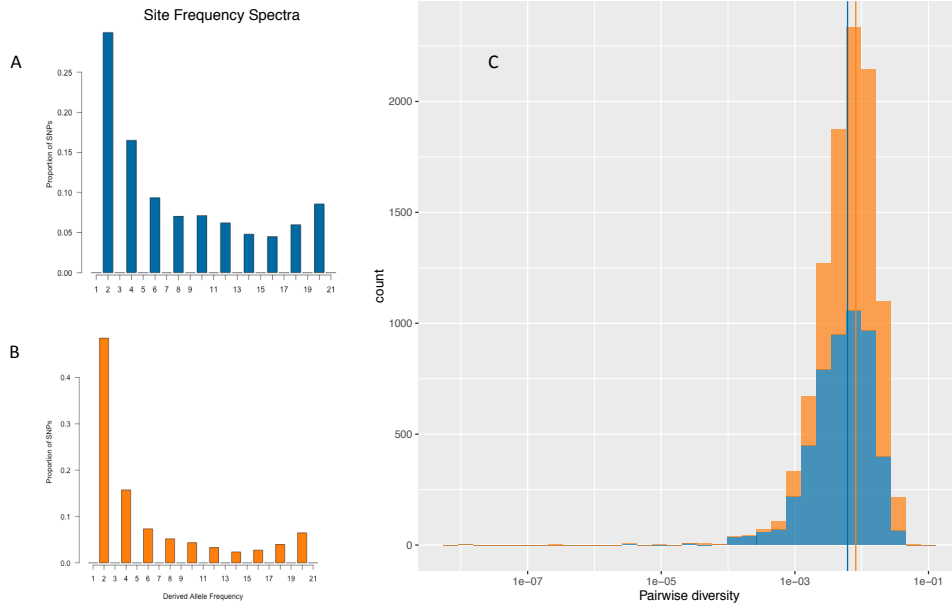 Site Frequency Spectra
A
Proportion of SNPs
0.25
0.20
0.15
0.10
0.05
0.00
1 2 3 4 5 6 7 8 9 11 13 15 17 19 21
B
Proportion of SNPs
0.4
0.3
0.2
0.1
0.0
1 2 3 4 5 6 7 8 9 11 13 15 17 19 21
Derived Allele Frequency
C
count
2000
1500
1000
500
0
1e-07 1e-05 1e-03 1e-01
Pairwise diversity